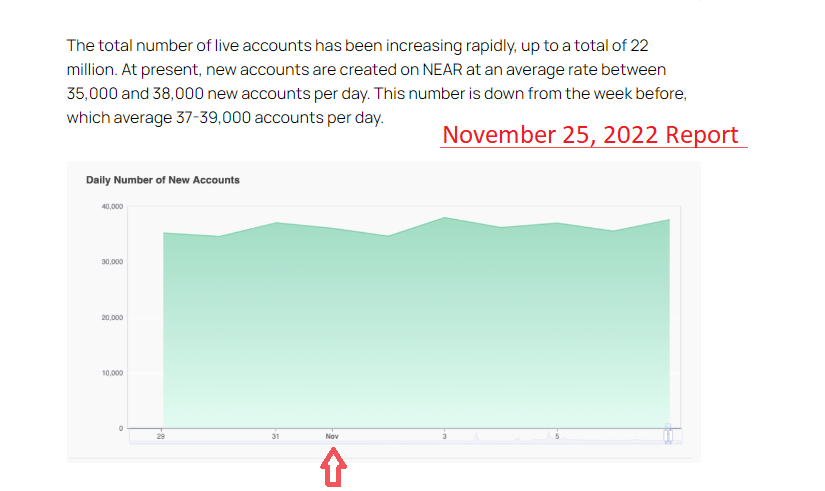 The total number of live accounts has been increasing rapidly, up to a total of 22
million. At present, new accounts are created on NEAR at an average rate between
35,000 and 38,000 new accounts per day. This number is down from the week before,
which average 37-39,000 accounts per day.
November 25, 2022 Report
Daily Number of New Accounts
40,000
30,000
20,000
10,000
0
29 31 Nov 3 5